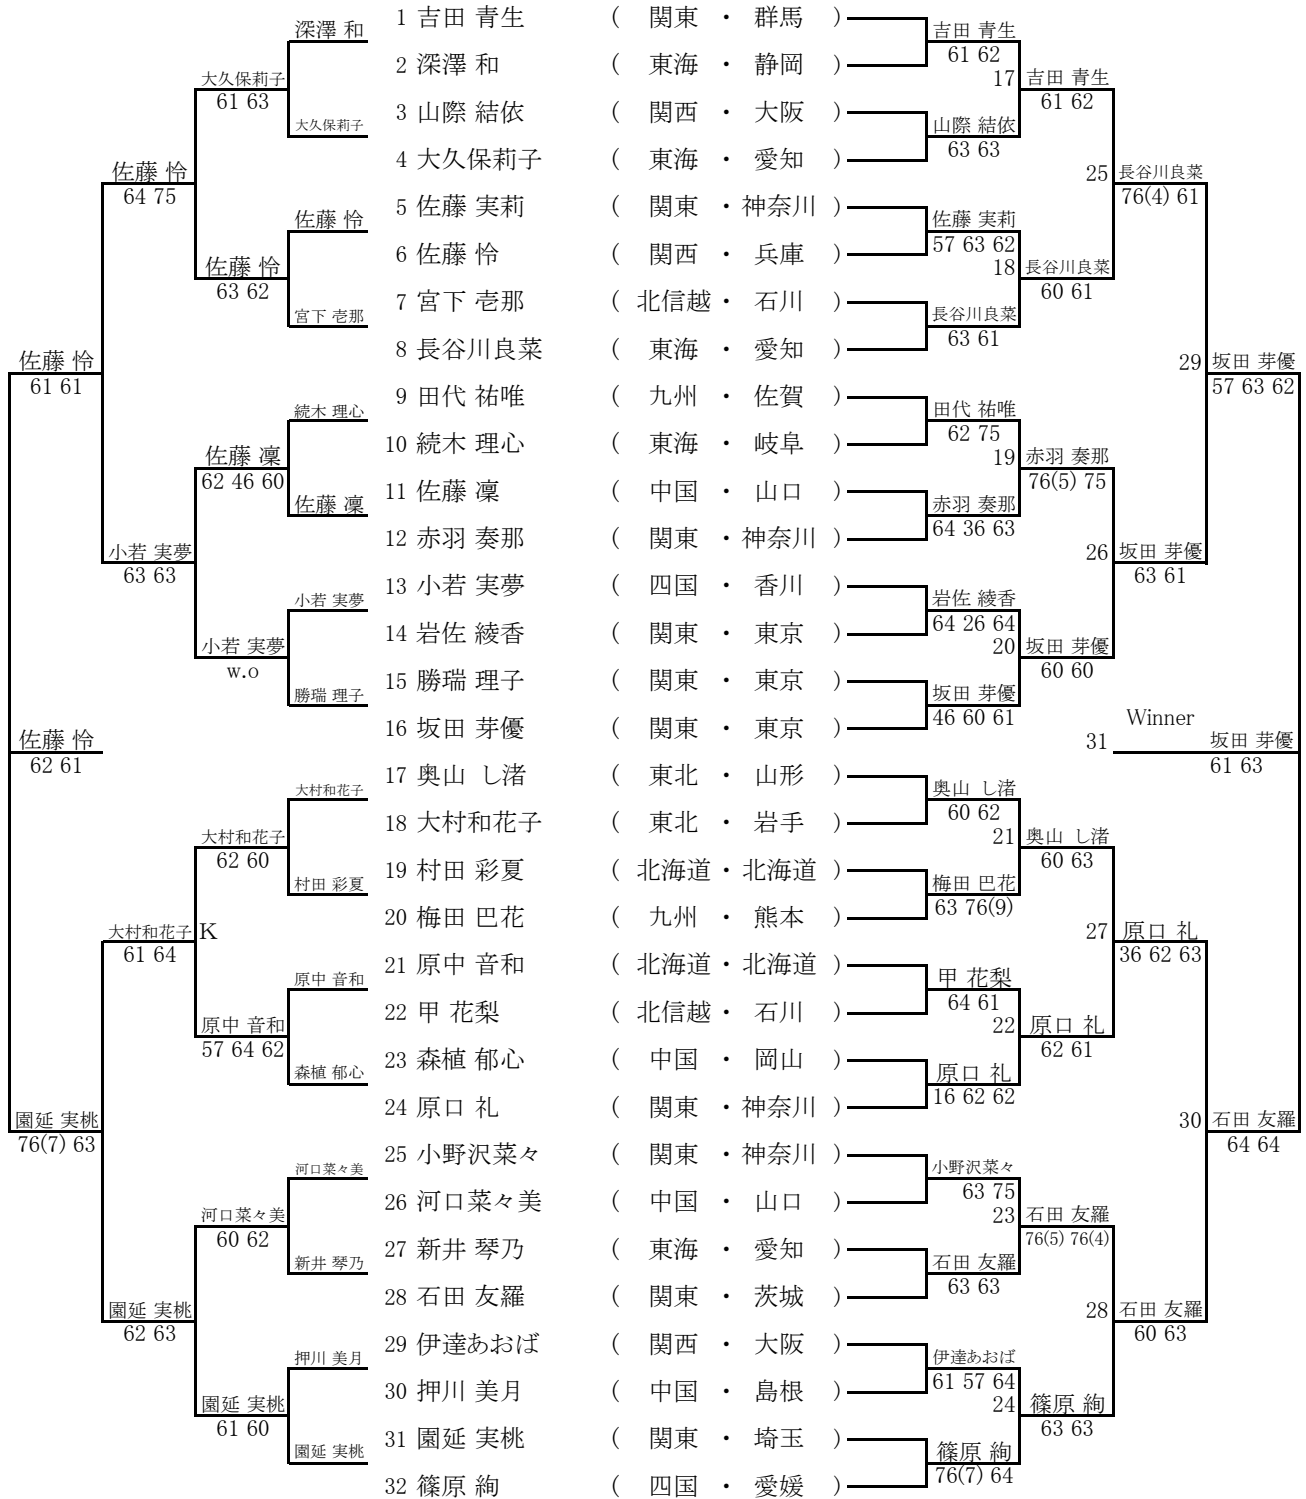 1 吉田 青生 ( 関東 ・ 群馬 )
2 深澤 和 ( 東海 ・ 静岡 )
3 山際 結依 ( 関西 ・ 大阪 )
4 大久保莉子 ( 東海 ・ 愛知 )
5 佐藤 実莉 ( 関東 ・ 神奈川 )
6 佐藤 怜 ( 関西 ・ 兵庫 )
7 宮下 壱那 ( 北信越 ・ 石川 )
8 長谷川良菜 ( 東海 ・ 愛知 )
9 田代 祐唯 ( 九州 ・ 佐賀 )
10 続木 理心 ( 東海 ・ 岐阜 )
11 佐藤 凜 ( 中国 ・ 山口 )
12 赤羽 奏那 ( 関東 ・ 神奈川 )
13 小若 実夢 ( 四国 ・ 香川 )
14 岩佐 綾香 ( 関東 ・ 東京 )
15 勝瑞 理子 ( 関東 ・ 東京 )
16 坂田 芽優 ( 関東 ・ 東京 )
17 奥山 し渚 ( 東北 ・ 山形 )
18 大村和花子 ( 東北 ・ 岩手 )
19 村田 彩夏 ( 北海道 ・ 北海道 )
20 梅田 巴花 ( 九州 ・ 熊本 )
21 原中 音和 ( 北海道 ・ 北海道 )
22 甲 花梨 ( 北信越 ・ 石川 )
23 森植 郁心 ( 中国 ・ 岡山 )
24 原口 礼 ( 関東 ・ 神奈川 )
25 小野沢菜々 ( 関東 ・ 神奈川 )
26 河口菜々美 ( 中国 ・ 山口 )
27 新井 琴乃 ( 東海 ・ 愛知 )
28 石田 友羅 ( 関東 ・ 茨城 )
29 伊達あおば ( 関西 ・ 大阪 )
30 押川 美月 ( 中国 ・ 島根 )
31 園延 実桃 ( 関東 ・ 埼玉 )
32 篠原 絢 ( 四国 ・ 愛媛 )
吉田 青生
61 62
山際 結依
63 63
佐藤 実莉
57 63 62
長谷川良菜
63 61
田代 祐唯
62 75
赤羽 奏那
64 36 63
岩佐 綾香
64 26 64
坂田 芽優
46 60 61
奥山 し渚
60 62
梅田 巴花
63 76(9)
甲 花梨
64 61
原口 礼
16 62 62
小野沢菜々
63 75
石田 友羅
63 63
伊達あおば
61 57 64
篠原 絢
76(7) 64
17 吉田 青生
61 62
18 長谷川良菜
60 61
19 赤羽 奏那
76(5) 75
20 坂田 芽優
60 60
21 奥山 し渚
60 63
22 原口 礼
62 61
23 石田 友羅
76(5) 76(4)
24 篠原 絢
63 63
25 長谷川良菜
76(4) 61
26 坂田 芽優
63 61
27 原口 礼
36 62 63
28 石田 友羅
60 63
29 坂田 芽優
57 63 62
30 石田 友羅
64 64
Winner
31 坂田 芽優
61 63
深澤 和
大久保莉子
佐藤 怜
宮下 壱那
続木 理心
佐藤 凜
小若 実夢
勝瑞 理子
大村和花子
村田 彩夏
原中 音和
森植 郁心
河口菜々美
新井 琴乃
押川 美月
園延 実桃
大久保莉子
61 63
佐藤 怜
63 62
佐藤 凜
62 46 60
小若 実夢
w.o
大村和花子
62 60
原中 音和
57 64 62
河口菜々美
60 62
園延 実桃
61 60
佐藤 怜
64 75
小若 実夢
63 63
大村和花子 K
61 64
園延 実桃
62 63
佐藤 怜
61 61
園延 実桃
76(7) 63
佐藤 怜
62 61